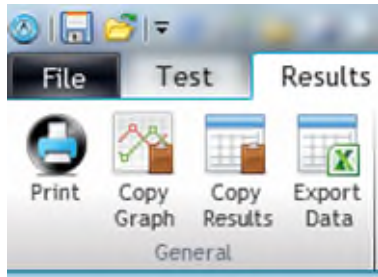 File Test Results
Print Copy Copy Export
Graph Results Data
General